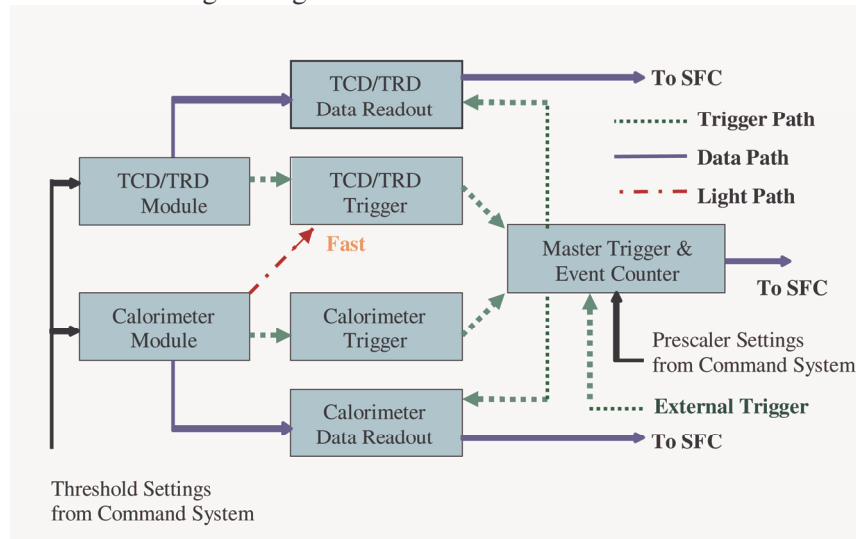 TCD/TRD
Data Readout
To SFC
Trigger Path
Data Path
Light Path
TCD/TRD
Module
TCD/TRD
Trigger
Fast
Master Trigger &
Event Counter
To SFC
Calorimeter
Module
Calorimeter
Trigger
Prescaler Settings
from Command System
External Trigger
Calorimeter
Data Readout
To SFC
Threshold Settings
from Command System